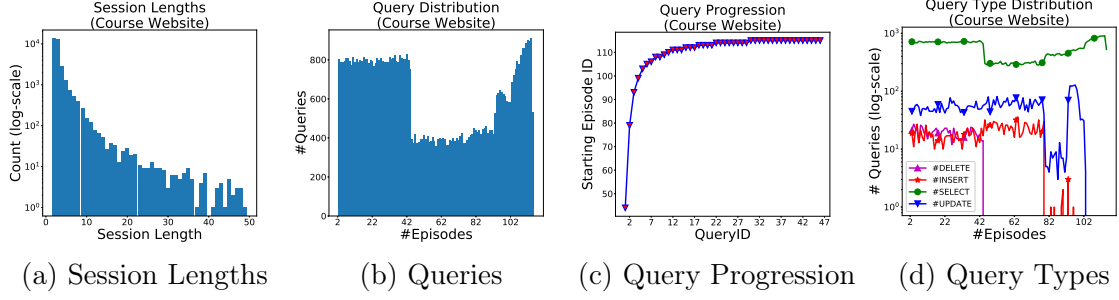 Session Lengths
(Course Website)
Count (log-scale)
10^4
10^3
10^2
10^1
10^0
0 10 20 30 40 50
Session Length
(a) Session Lengths
Query Distribution
(Course Website)
#Queries
800
600
400
200
0
2 22 42 62 82 102
#Episodes
(b) Queries
Query Progression
(Course Website)
Starting Episode ID
110
100
90
80
70
60
50
2 7 12 17 22 27 32 37 42 47
QueryID
(c) Query Progression
Query Type Distribution
(Course Website)
# Queries (log-scale)
10^3
10^2
10^1
10^0
#DELETE
#INSERT
#SELECT
#UPDATE
2 22 42 62 82 102
#Episodes
(d) Query Types